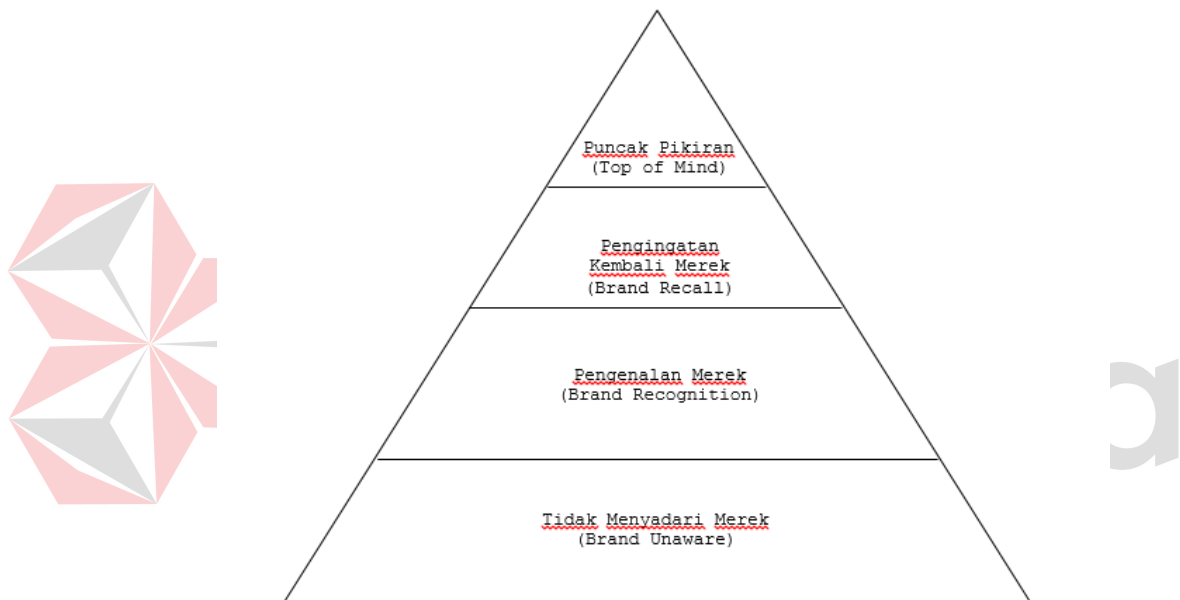 Puncak Pikiran
(Top of Mind)
Pengingatan
Kembali Merek
(Brand Recall)
Pengenalan Merek
(Brand Recognition)
Tidak Menyadari Merek
(Brand Unaware)
a